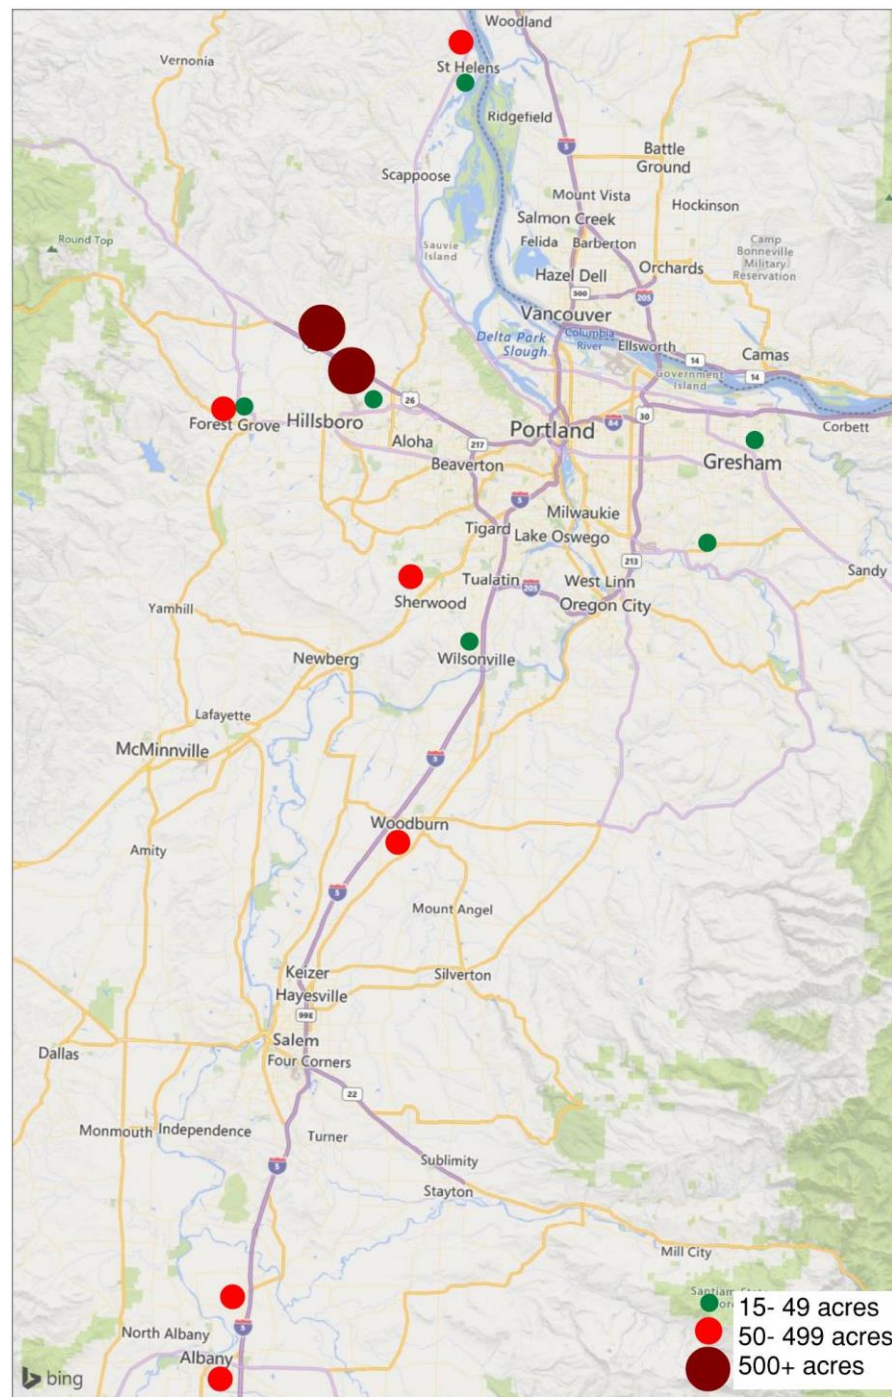 Woodland
Vernonia
St Helens
Ridgefield
5
Battle
Ground
Scappoose
Mount Vista
Hockinson
Salmon Creek
Round Top
Sauvie
Island
Felida
Barberton
Camp
Bonneville
Military
Reservation
Hazel Dell
Orchards
500
205
Vancouver
Delta Park
Slough
Columbia
River
Ellsworth
14
Camas
Government
Island
14
26
Forest Grove
Hillsboro
30
84
Corbett
Aloha
217
Portland
Beaverton
Gresham
5
Milwaukie
Tigard
Lake Oswego
213
Sandy
Tualatin
205
West Linn
Sherwood
Oregon City
Yamhill
Newberg
Wilsonville
Lafayette
McMinnville
5
Woodburn
Amity
5
Mount Angel
Keizer
Silverton
Hayesville
99E
Salem
Dallas
Four Corners
22
Monmouth
Independence
Turner
5
Sublimity
Stayton
Mill City
Santiam
15- 49 acres
North Albany
5
50- 499 acres
Albany
500+ acres
bing